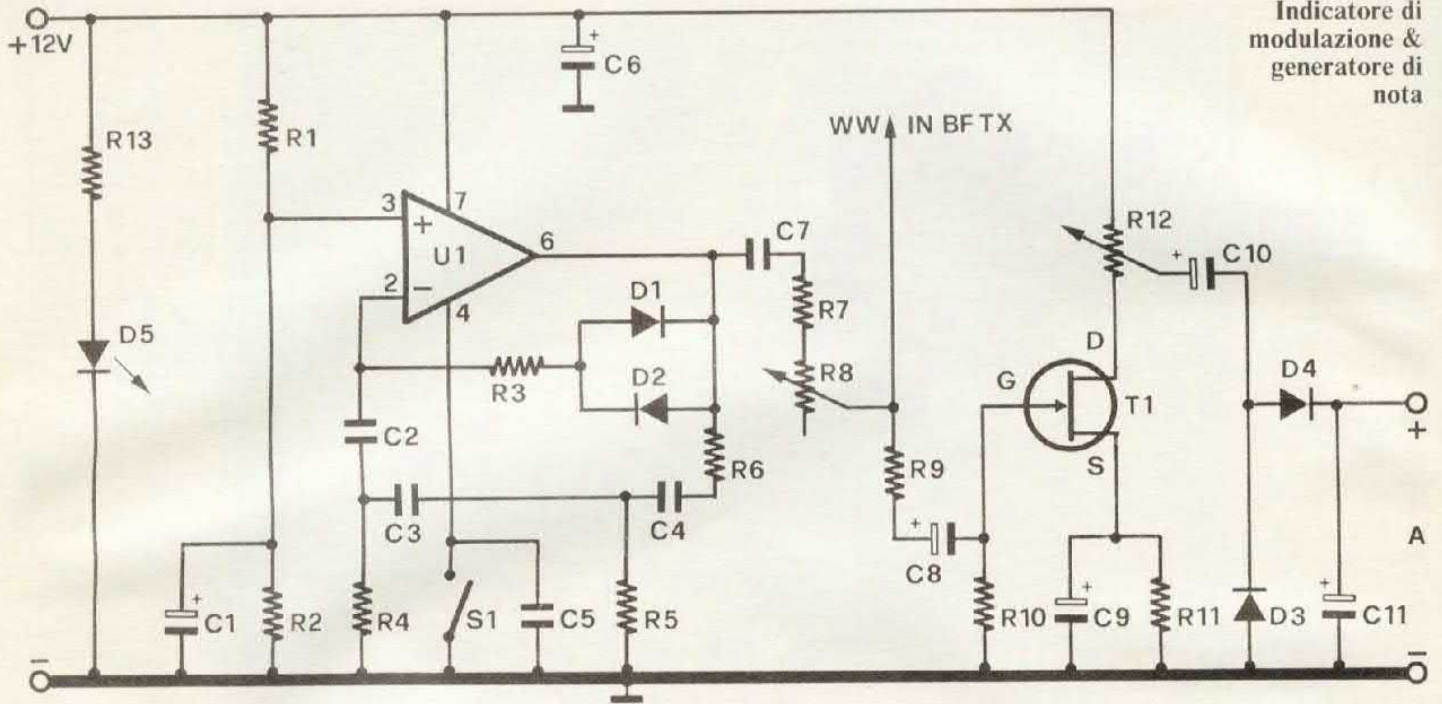 Indicatore di
modulazione &
generatore di
nota
+12V
+
C6
WW IN BF TX
R13
R1
R12
+
C10
3
+
7
U1
6
C7
2
−
4
D1
R7
D5
R3
D2
R8
D
G
T1
D4
+
C2
R6
R9
S
C3
C4
+
C8
A
+
C1
R2
R4
S1
C5
R5
R10
+
C9
R11
D3
+
C11
−
−